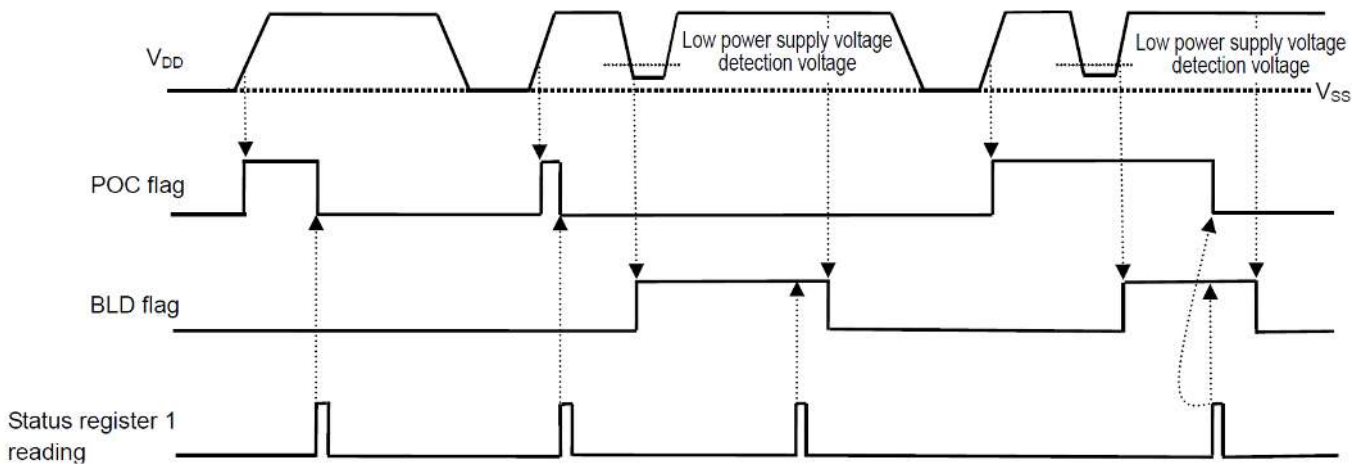 Low power supply voltage
detection voltage
Low power supply voltage
detection voltage
VDD
VSS
POC flag
BLD flag
Status register 1
reading